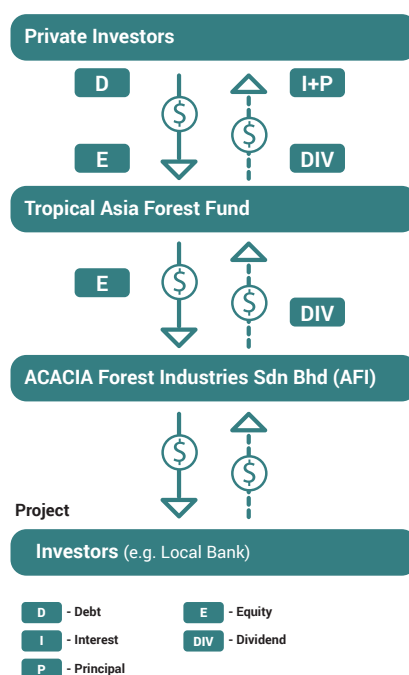 Private Investors
D
I+P
$
$
E
DIV
Tropical Asia Forest Fund
E
$
$
DIV
ACACIA Forest Industries Sdn Bhd (AFI)
$
$
Project
Investors (e.g. Local Bank)
D - Debt
E - Equity
I - Interest
DIV - Dividend
P - Principal